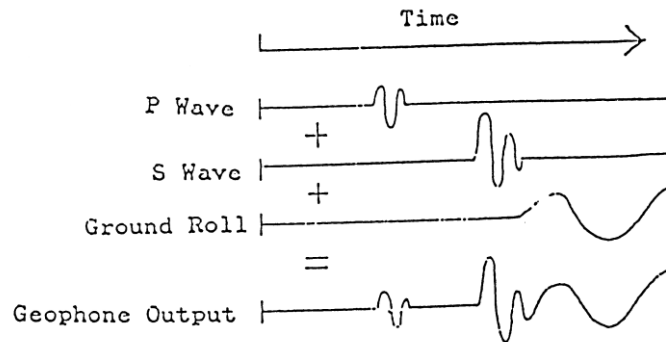 Time
P Wave
+
S Wave
+
Ground Roll
=
Geophone Output